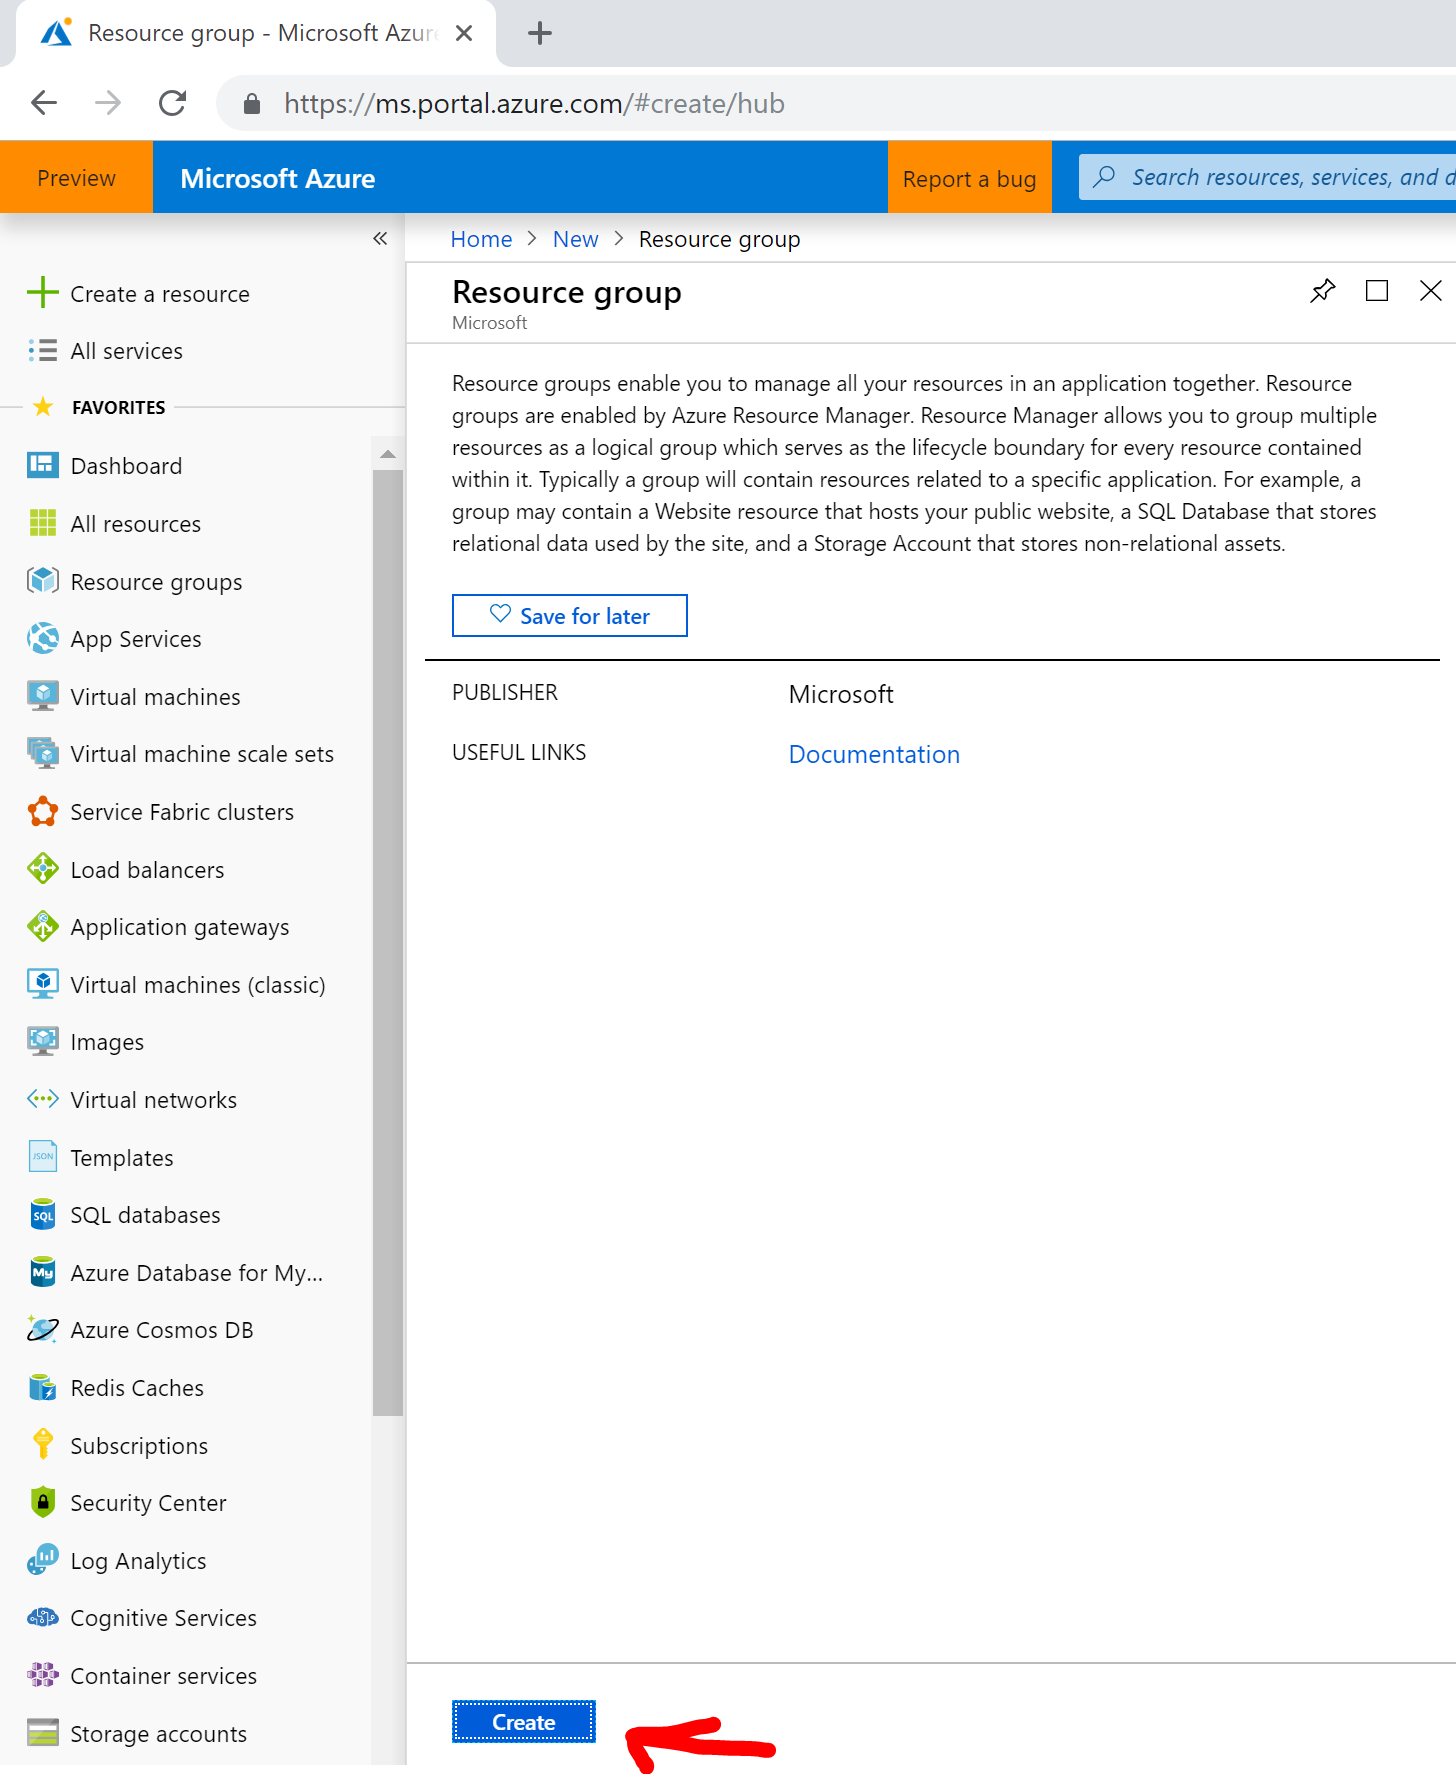 Resource group - Microsoft Azure
https://ms.portal.azure.com/#create/hub
Preview
Microsoft Azure
Report a bug
Search resources, services, and d
Home > New > Resource group
Create a resource
All services
FAVORITES
Dashboard
All resources
Resource groups
App Services
Virtual machines
Virtual machine scale sets
Service Fabric clusters
Load balancers
Application gateways
Virtual machines (classic)
Images
Virtual networks
JSON
Templates
SQL
SQL databases
My
Azure Database for My...
Azure Cosmos DB
Redis Caches
Subscriptions
Security Center
Log Analytics
Cognitive Services
Container services
Storage accounts
Resource group
Microsoft
Resource groups enable you to manage all your resources in an application together. Resource
groups are enabled by Azure Resource Manager. Resource Manager allows you to group multiple
resources as a logical group which serves as the lifecycle boundary for every resource contained
within it. Typically a group will contain resources related to a specific application. For example, a
group may contain a Website resource that hosts your public website, a SQL Database that stores
relational data used by the site, and a Storage Account that stores non-relational assets.
Save for later
PUBLISHER
Microsoft
USEFUL LINKS
Documentation
Create